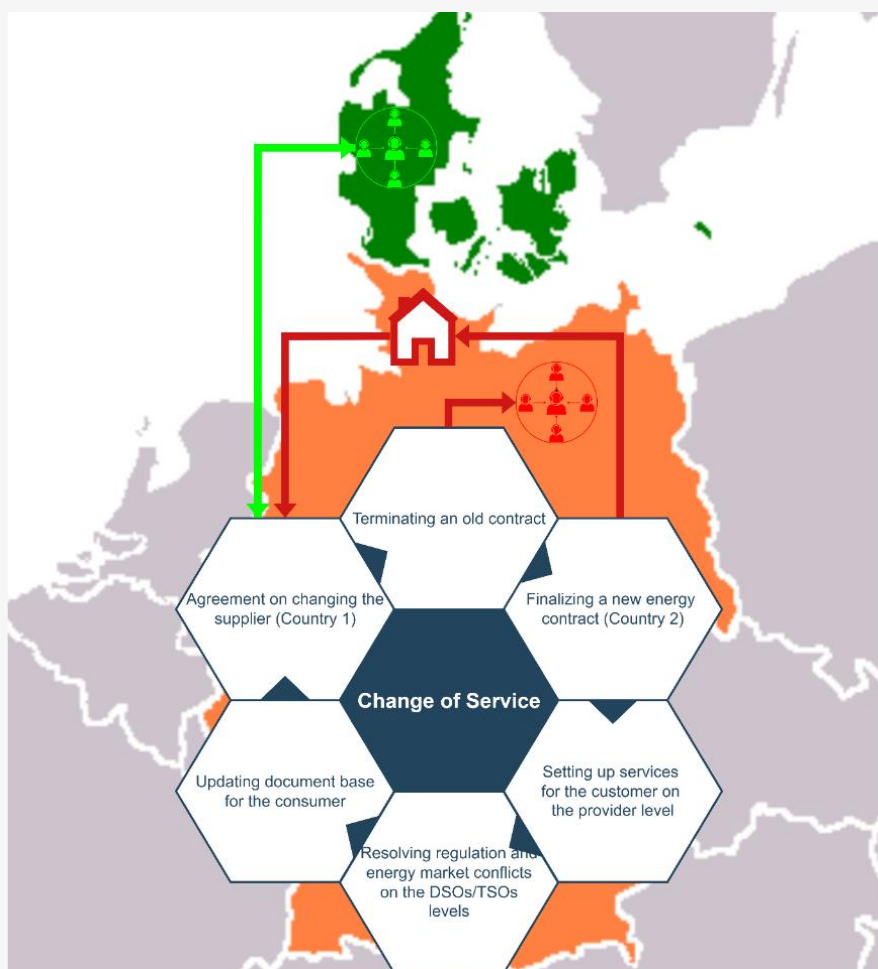 Terminating an old contract
Agreement on changing the
supplier (Country 1)
Finalizing a new energy
contract (Country 2)
Change of Service
Updating document base
for the consumer
Setting up services
for the customer on
the provider level
Resolving regulation and
energy market conflicts
on the DSOs/TSOs
levels